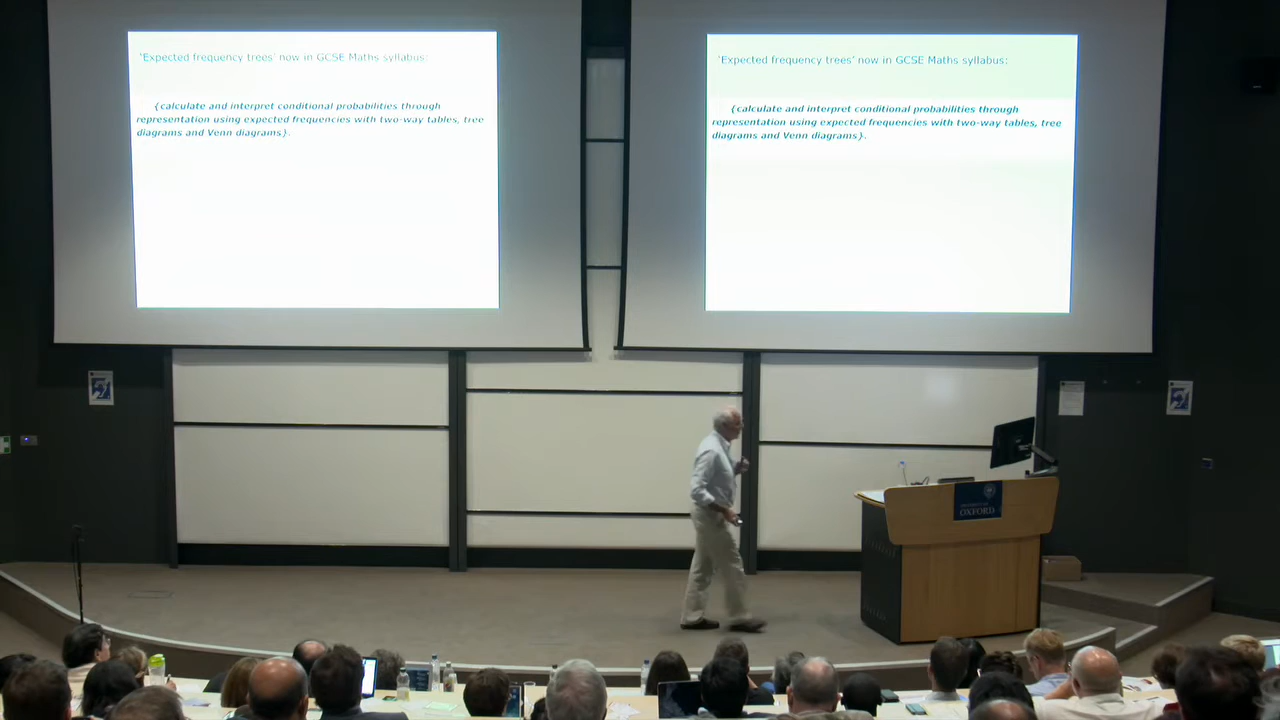 'Expected frequency trees' now in GCSE Maths syllabus:
{calculate and interpret conditional probabilities through
representation using expected frequencies with two-way tables, tree
diagrams and Venn diagrams}.
'Expected frequency trees' now in GCSE Maths syllabus:
{calculate and interpret conditional probabilities through
representation using expected frequencies with two-way tables, tree
diagrams and Venn diagrams}.
UNIVERSITY OF
OXFORD